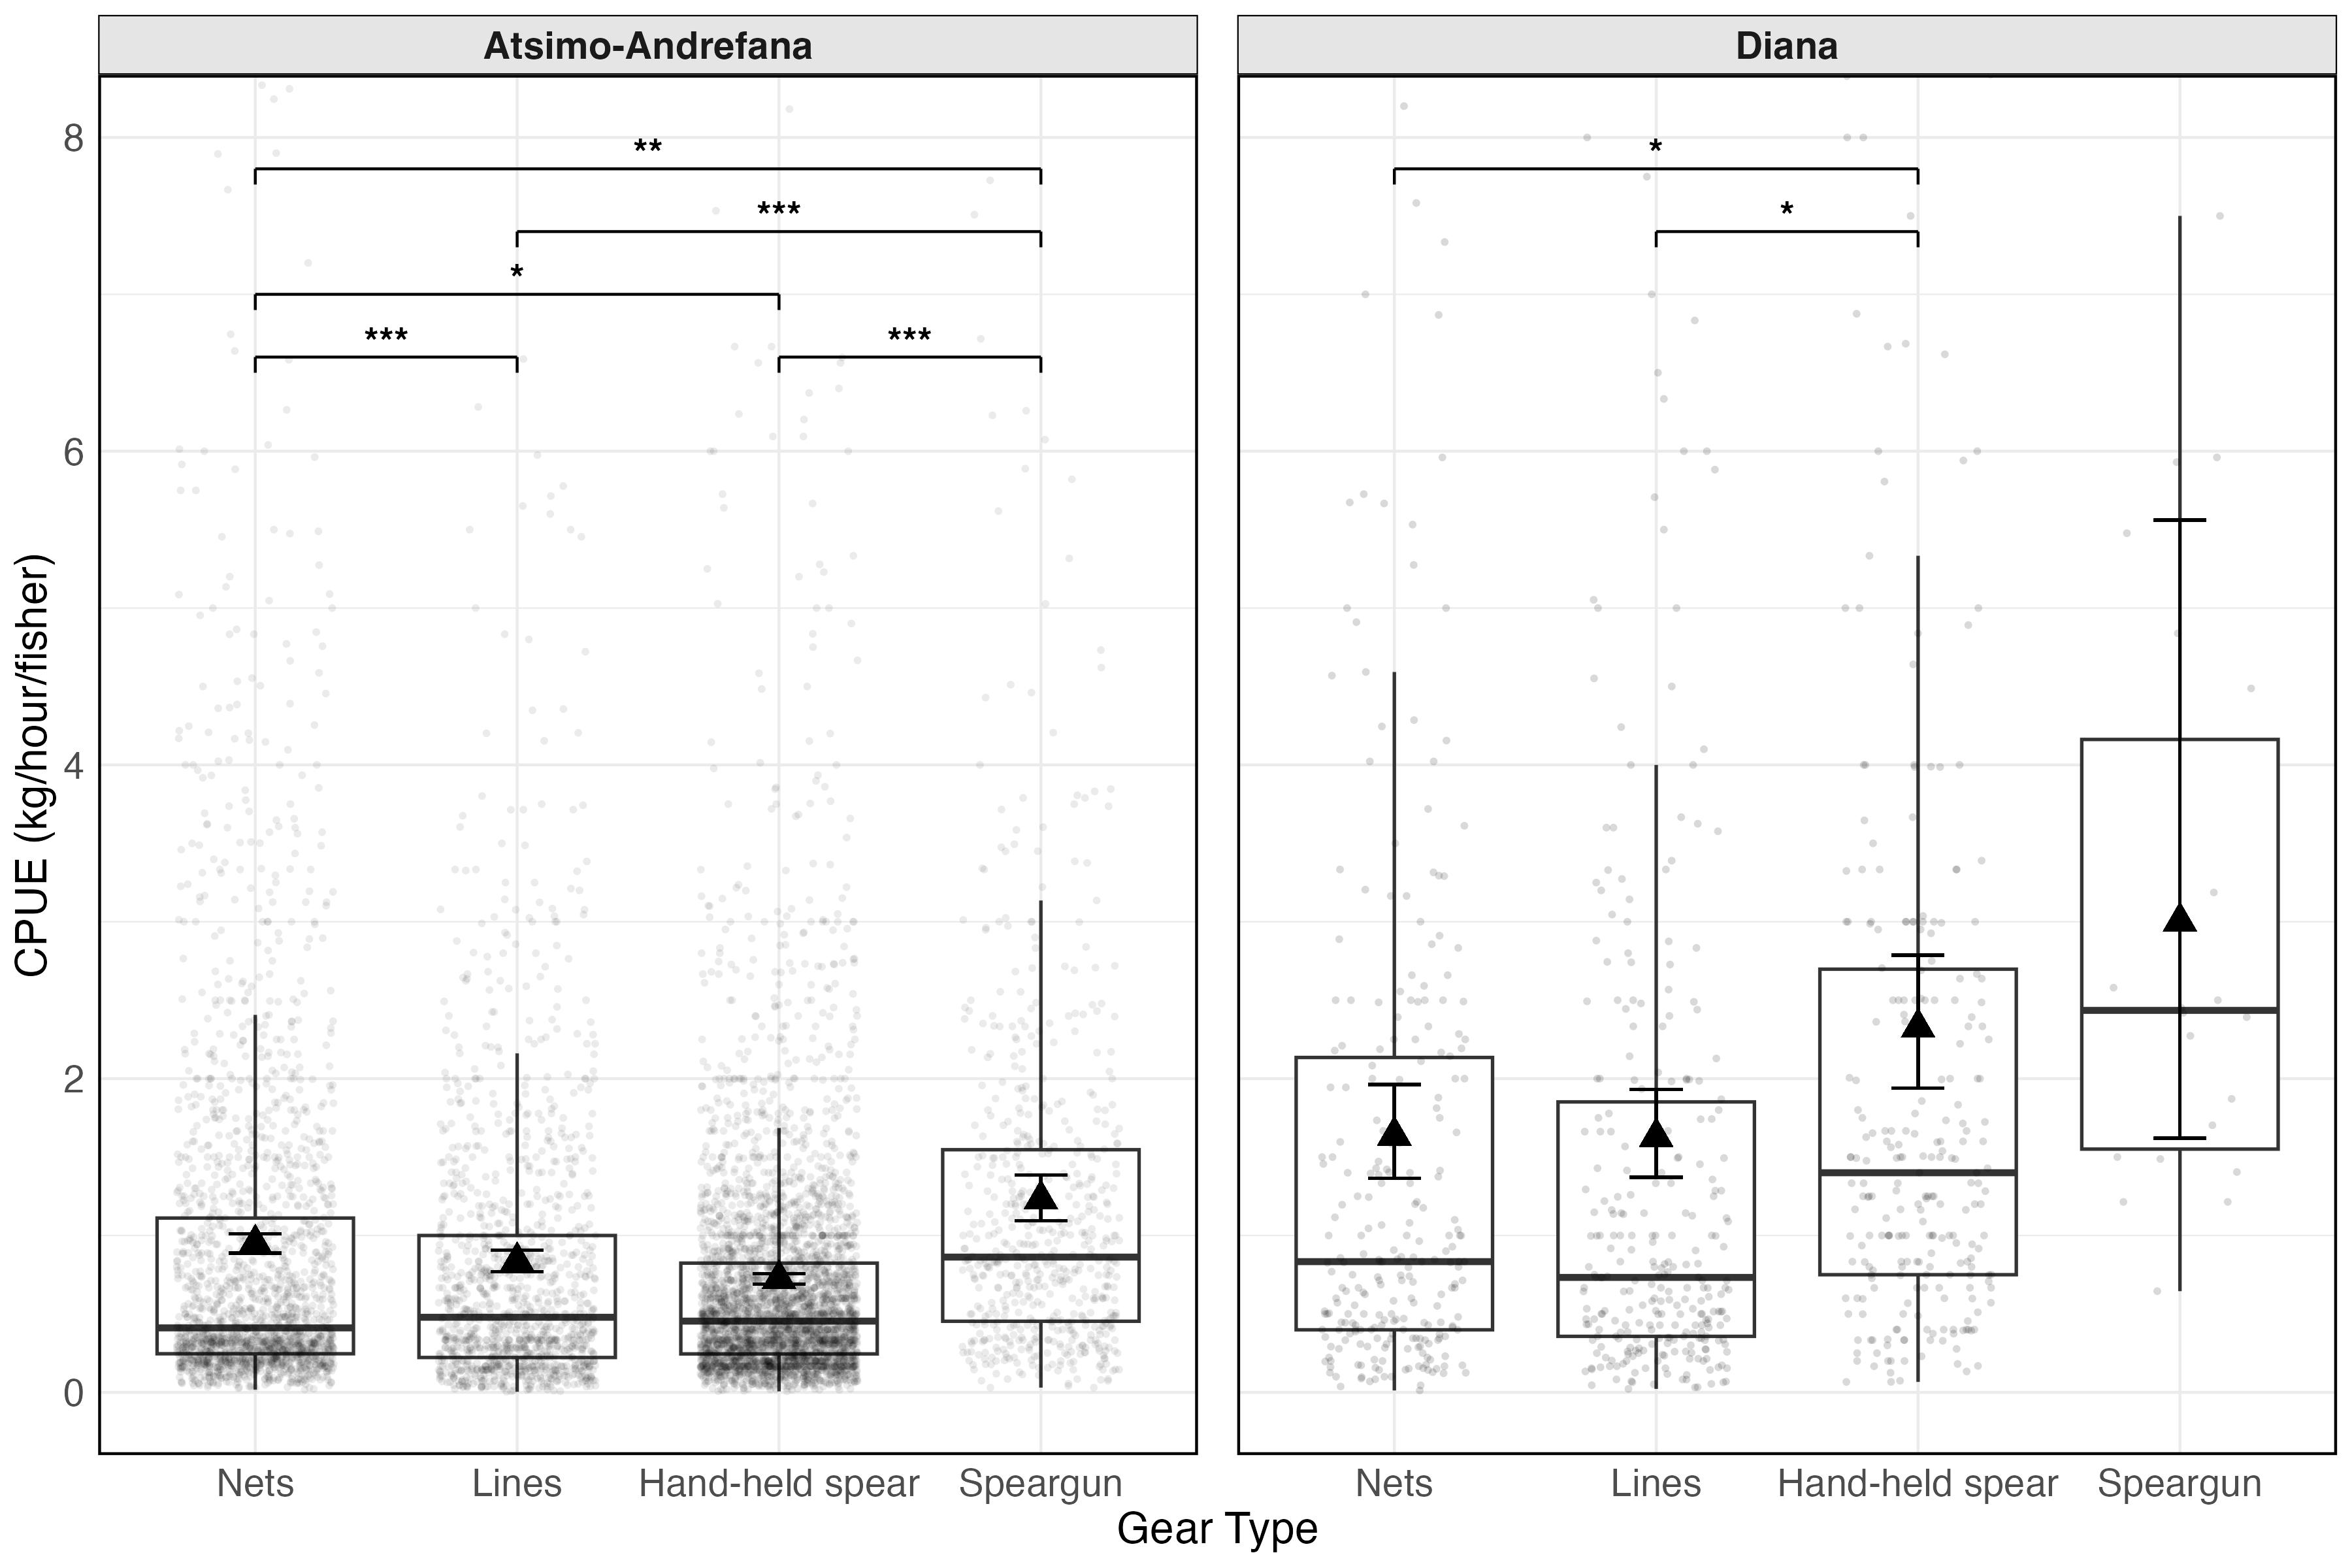 Atsimo-Andrefana
Diana
CPUE (kg/hour/fisher)
8
6
4
2
0
**
***
*
***
***
*
*
Nets
Lines
Hand-held spear
Speargun
Nets
Lines
Hand-held spear
Speargun
Gear Type